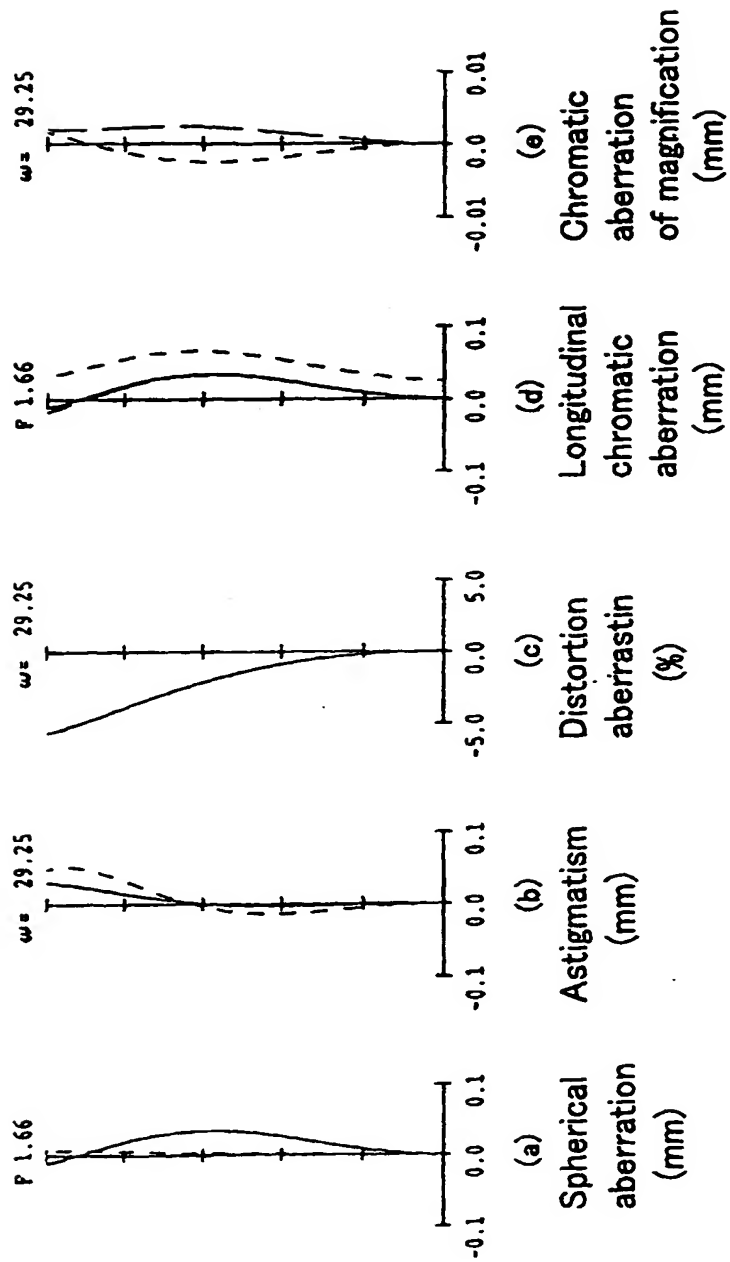 F 1.66
-0.1 0.0 0.1
(a)
Spherical
aberration
(mm)
ω= 29.25
-0.1 0.0 0.1
(b)
Astigmatism
(mm)
ω= 29.25
-5.0 0.0 5.0
(c)
Distortion
aberrastin
(%)
F 1.66
-0.1 0.0 0.1
(d)
Longitudinal
chromatic
aberration
(mm)
ω= 29.25
-0.01 0.0 0.01
(e)
Chromatic
aberration
of magnification
(mm)